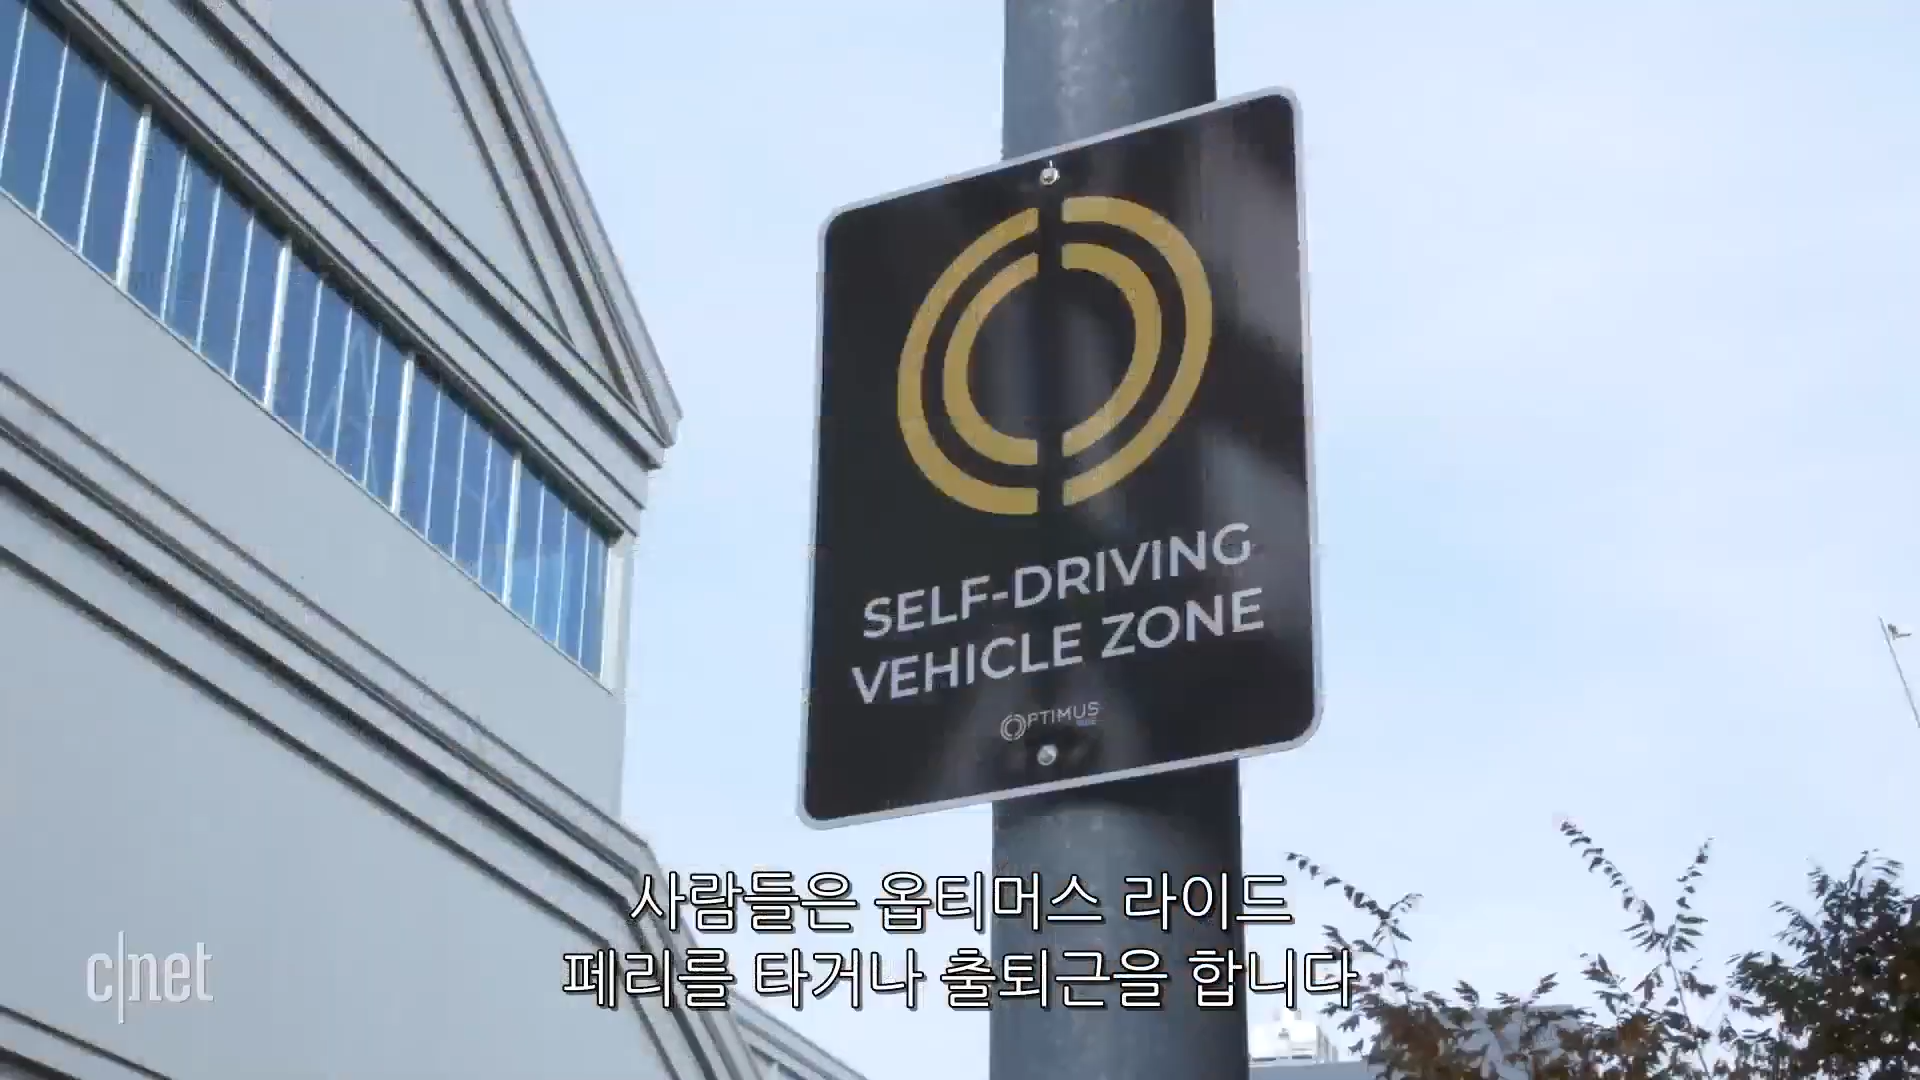 SELF-DRIVING
VEHICLE ZONE
OPTIMUS
사람들은 옵티머스 라이드
페리를 타거나 출퇴근을 합니다
c|net